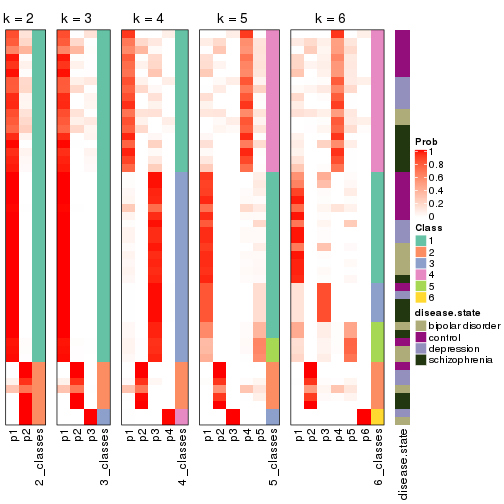 k = 2 k = 3 k = 4 k = 5 k = 6
Prob
1
0.8
0.6
0.4
0.2
0
Class
1
2
3
4
5
6
disease.state
bipolar disorder
control
depression
schizophrenia
p1 p2 2_classes p1 p2 p3 3_classes p1 p2 p3 p4 4_classes p1 p2 p3 p4 p5 5_classes p1 p2 p3 p4 p5 p6 6_classes disease.state